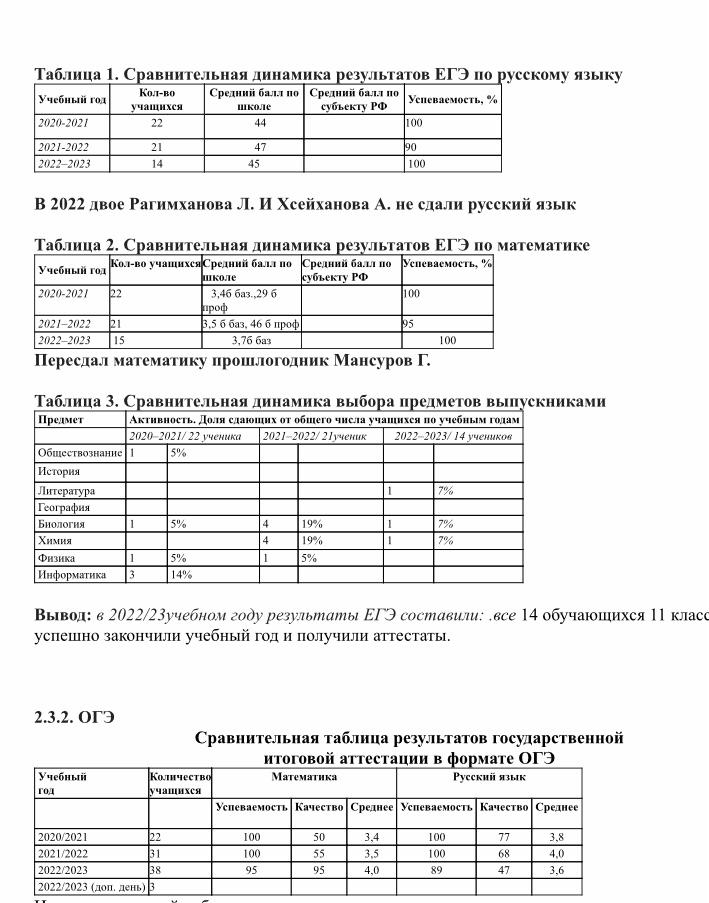 Таблица 1. Сравнительная динамика результатов ЕГЭ по русскому языку
Учебный год Кол-во учащихся Средний балл по школе Средний балл по субъекту РФ Успеваемость, %
2020-2021 22 44 100
2021-2022 21 47 90
2022–2023 14 45 100
В 2022 двое Рагимханова Л. И Хсейханова А. не сдали русский язык
Таблица 2. Сравнительная динамика результатов ЕГЭ по математике
Учебный год Кол-во учащихся Средний балл по школе Средний балл по субъекту РФ Успеваемость, %
2020-2021 22 3,4б баз.,29 б проф 100
2021–2022 21 3,5 б баз, 46 б проф 95
2022–2023 15 3,7б баз 100
Пересдал математику прошлогодник Мансуров Г.
Таблица 3. Сравнительная динамика выбора предметов выпускниками
Предмет Активность. Доля сдающих от общего числа учащихся по учебным годам
2020–2021/ 22 ученика 2021–2022/ 21ученик 2022–2023/ 14 учеников
Обществознание 1 5%
История
Литература 1 7%
География
Биология 1 5% 4 19% 1 7%
Химия 4 19% 1 7%
Физика 1 5% 1 5%
Информатика 3 14%
Вывод: в 2022/23учебном году результаты ЕГЭ составили: .все 14 обучающихся 11 класс
успешно закончили учебный год и получили аттестаты.
2.3.2. ОГЭ
Сравнительная таблица результатов государственной
итоговой аттестации в формате ОГЭ
Учебный год Количество учащихся Математика Русский язык
Успеваемость Качество Среднее Успеваемость Качество Среднее
2020/2021 22 100 50 3,4 100 77 3,8
2021/2022 31 100 55 3,5 100 68 4,0
2022/2023 38 95 95 4,0 89 47 3,6
2022/2023 (доп. день) 3